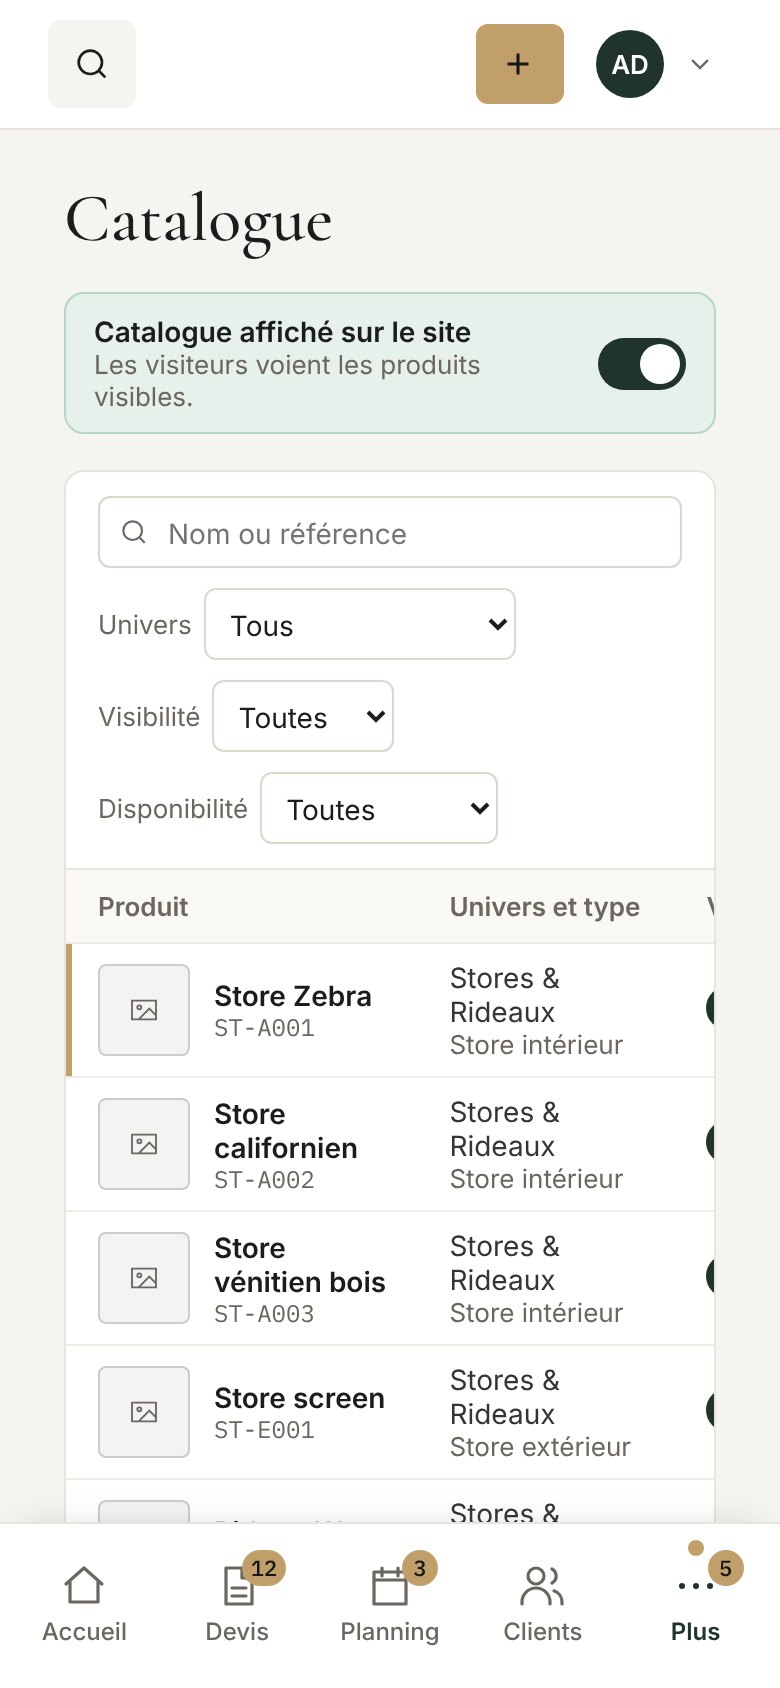 AD
Catalogue
Catalogue affiché sur le site
Les visiteurs voient les produits
visibles.
Nom ou référence
Univers Tous
Visibilité Toutes
Disponibilité Toutes
Produit Univers et type
Store Zebra
ST-A001
Stores &
Rideaux
Store intérieur
Store
californien
ST-A002
Stores &
Rideaux
Store intérieur
Store
vénitien bois
ST-A003
Stores &
Rideaux
Store intérieur
Store screen
ST-E001
Stores &
Rideaux
Store extérieur
Stores &
12 3 5
Accueil Devis Planning Clients Plus